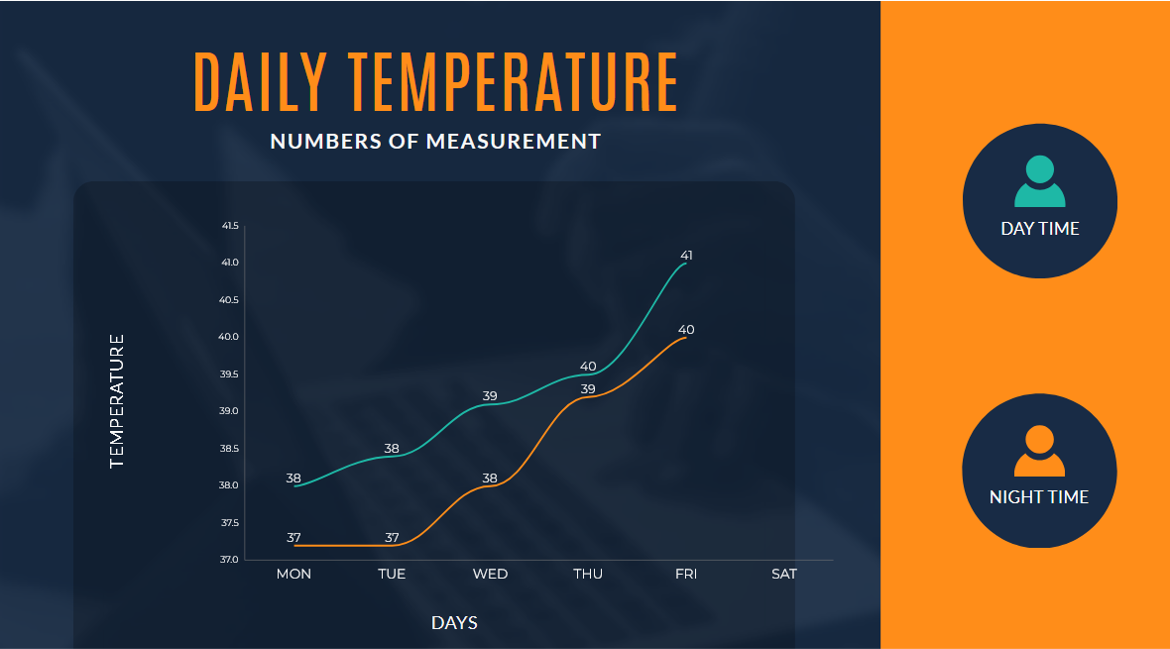 DAILY TEMPERATURE
NUMBERS OF MEASUREMENT
TEMPERATURE
41.5
41.0
40.5
40.0
39.5
39.0
38.5
38.0
37.5
37.0
38
38
39
40
41
37
37
38
39
40
MON TUE WED THU FRI SAT
DAYS
DAY TIME
NIGHT TIME